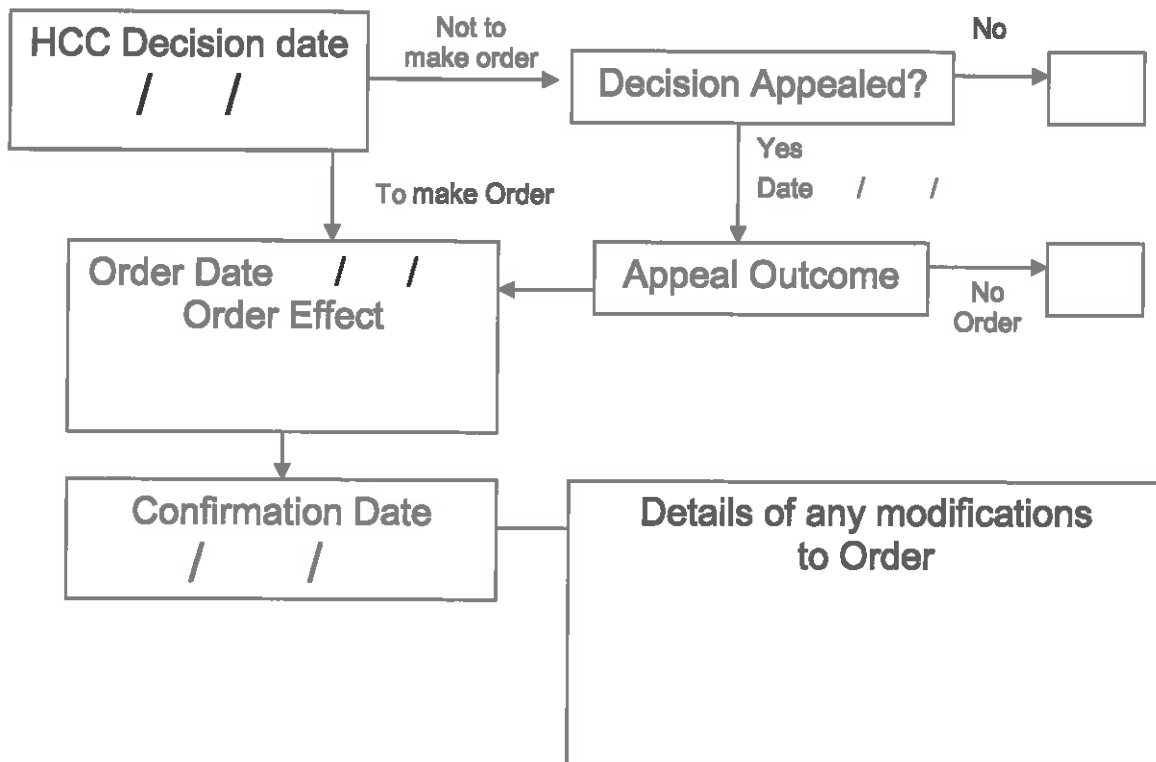 HCC Decision date
/ /
Not to
make order
Decision Appealed?
No
Yes
Date / /
To make Order
Order Date / /
Order Effect
Appeal Outcome
No
Order
Confirmation Date
/ /
Details of any modifications
to Order